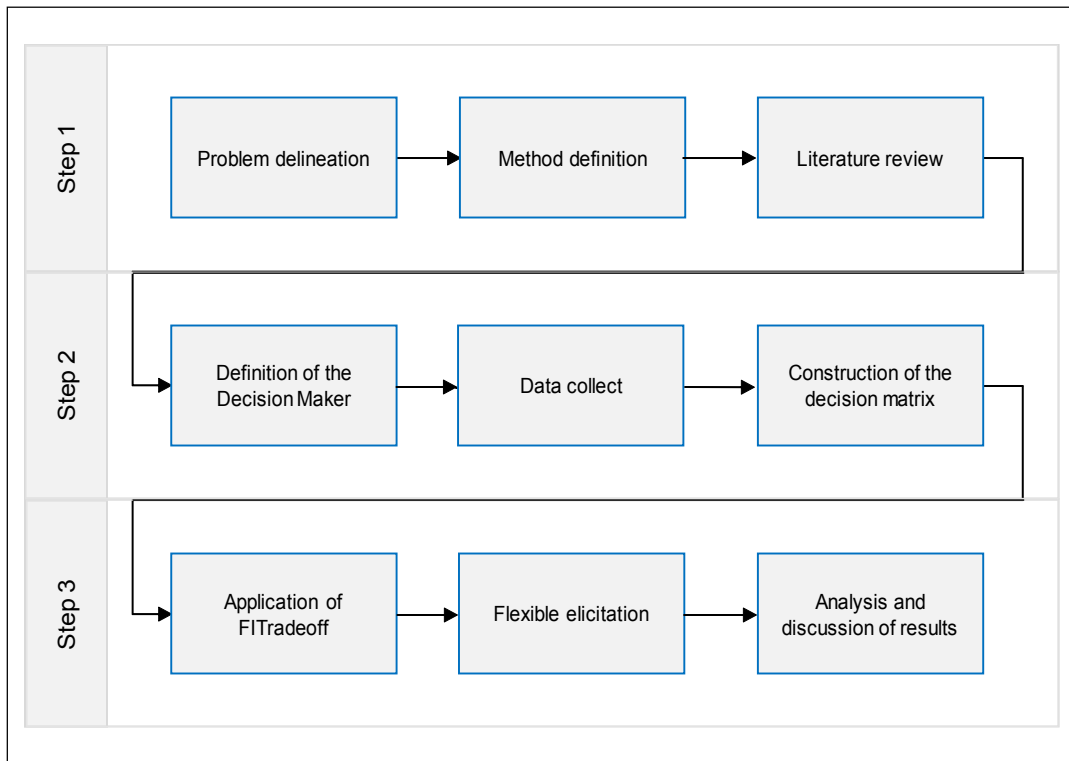 Step 1
Problem delineation
Method definition
Literature review
Step 2
Definition of the
Decision Maker
Data collect
Construction of the
decision matrix
Step 3
Application of
FITradeoff
Flexible elicitation
Analysis and
discussion of results